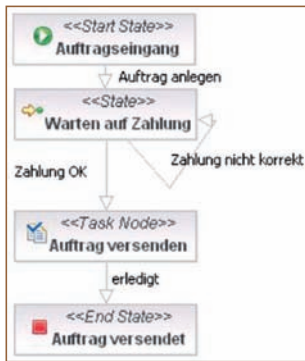 <<Start State>>
Auftragseingang
Auftrag anlegen
<<State>>
Warten auf Zahlung
Zahlung nicht korrekt
Zahlung OK
<<Task Node>>
Auftrag versenden
erledigt
<<End State>>
Auftrag versendet